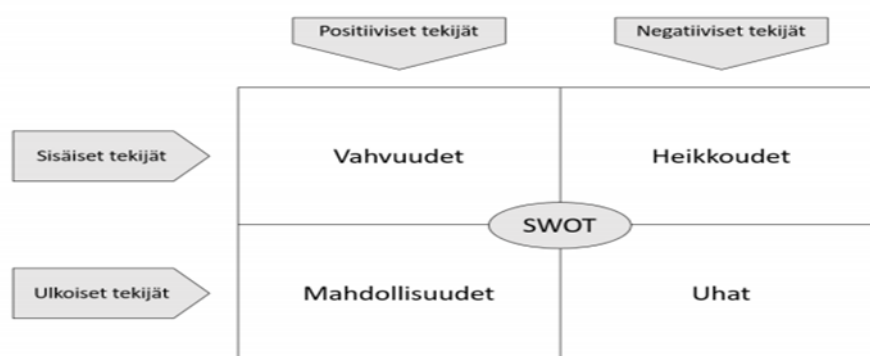 Positiiviset tekijät
Negatiiviset tekijät
Sisäiset tekijät
Vahvuudet
Heikkoudet
SWOT
Ulkoiset tekijät
Mahdollisuudet
Uhat